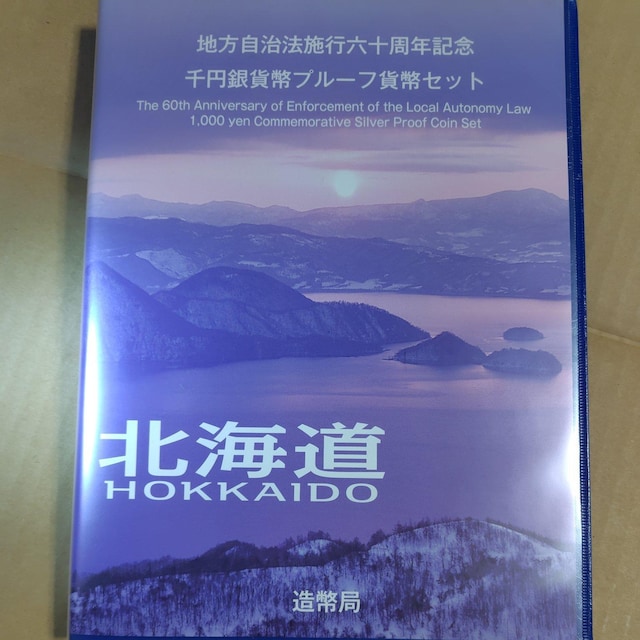 地方自治法施行六十周年記念
千円銀貨幣プルーフ貨幣セット
The 60th Anniversary of Enforcement of the Local Autonomy Law
1,000 yen Commemorative Silver Proof Coin Set
北海道
HOKKAIDO
造幣局